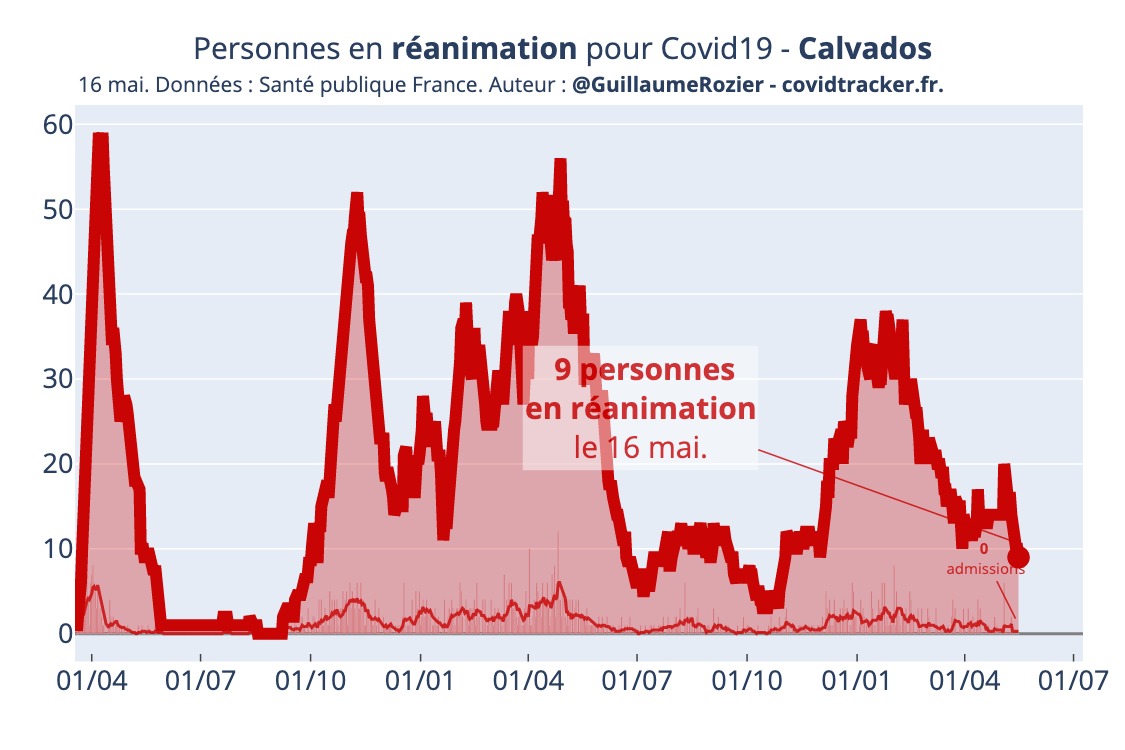 Personnes en réanimation pour Covid19 - Calvados
16 mai. Données : Santé publique France. Auteur : @GuillaumeRozier - covidtracker.fr.
60
50
40
30
20
10
0
9 personnes
en réanimation
le 16 mai.
0
admissions
01/04 01/07 01/10 01/01 01/04 01/07 01/10 01/01 01/04 01/07